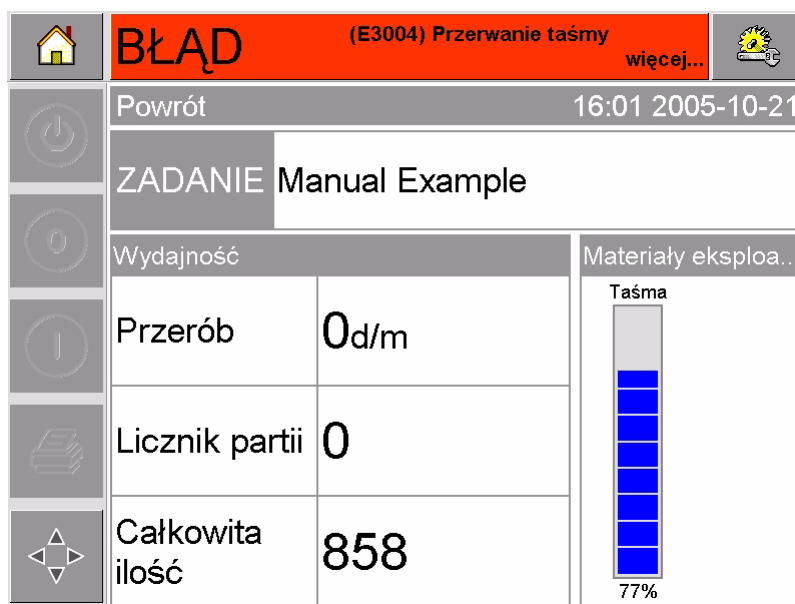 BŁĄD
(E3004) Przerwanie taśmy
więcej...
Powrót
16:01 2005-10-21
ZADANIE Manual Example
Wydajność
Materiały eksploa..
Taśma
Przerób 0d/m
Licznik partii 0
Całkowita
ilość
858
77%